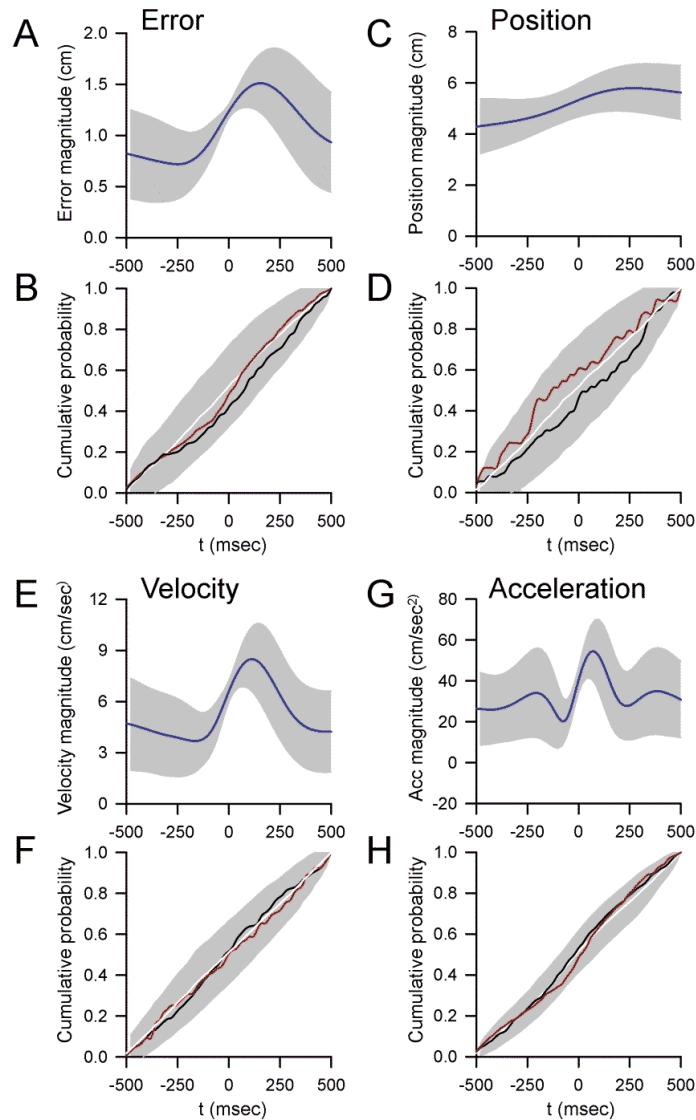 A Error
C Position
Error magnitude (cm)
2.0
1.5
1.0
0.5
0.0
-500 -250 0 250 500
Position magnitude (cm)
8
6
4
2
0
-500 -250 0 250 500
B
Cumulative probability
1.0
0.8
0.6
0.4
0.2
0.0
-500 -250 0 250 500
t (msec)
D
Cumulative probability
1.0
0.8
0.6
0.4
0.2
0.0
-500 -250 0 250 500
t (msec)
E Velocity
G Acceleration
Velocity magnitude (cm/sec)
12
9
6
3
0
-500 -250 0 250 500
Acc magnitude (cm/sec²)
80
60
40
20
0
-20
-500 -250 0 250 500
F
Cumulative probability
1.0
0.8
0.6
0.4
0.2
0.0
-500 -250 0 250 500
t (msec)
H
Cumulative probability
1.0
0.8
0.6
0.4
0.2
0.0
-500 -250 0 250 500
t (msec)